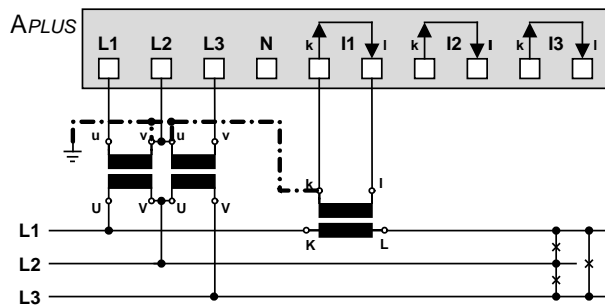 APLUS
L1 L2 L3 N k I1 l k I2 l k I3 l
u v u v
k l
U V U V
L1 K L
L2
L3